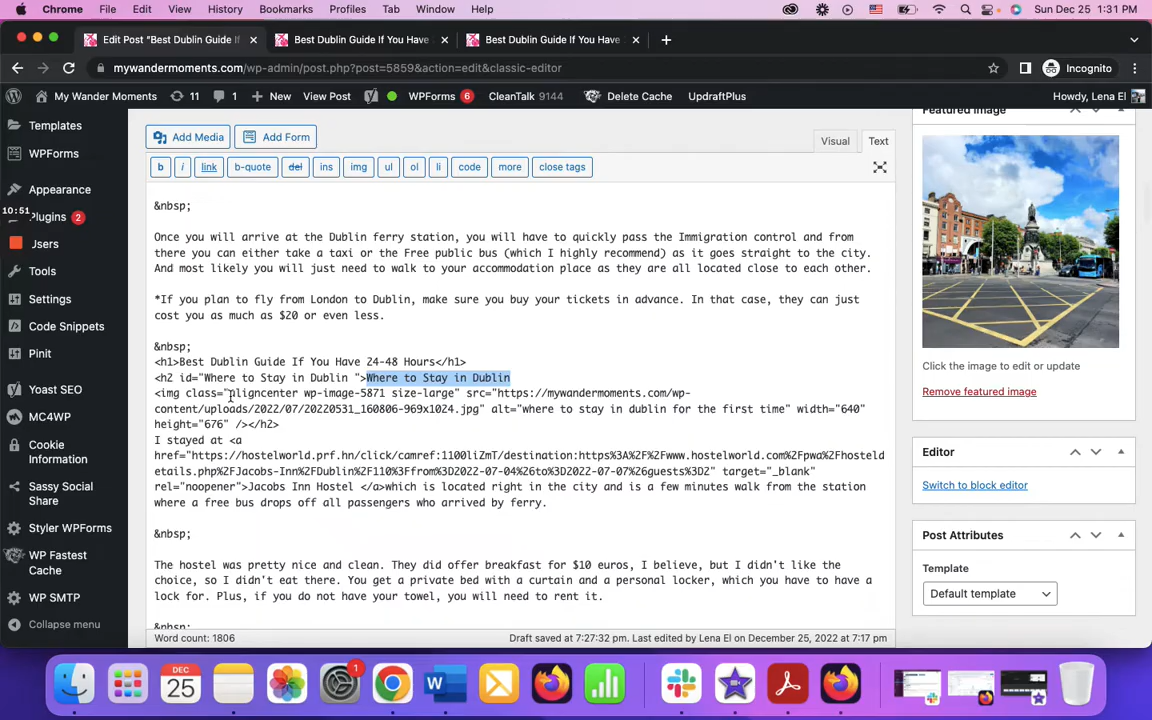 Chrome File Edit View History Bookmarks Profiles Tab Window Help Sun Dec 25 1:31 PM
Edit Post "Best Dublin Guide If Best Dublin Guide If You Have Best Dublin Guide If You Have
mywandermoments.com/wp-admin/post.php?post=5859&action=edit&classic-editor Incognito
My Wander Moments 11 1 New View Post WPForms 6 CleanTalk 9144 Delete Cache UpdraftPlus Howdy, Lena El
Templates
WPForms
Appearance
10:51
Plugins 2
Users
Tools
Settings
Code Snippets
Pinit
Yoast SEO
MC4WP
Cookie
Information
Sassy Social
Share
Styler WPForms
WP Fastest
Cache
WP SMTP
Collapse menu
Add Media Add Form
Visual Text
b i link b-quote del ins img ul ol li code more close tags
&nbsp;
Once you will arrive at the Dublin ferry station, you will have to quickly pass the Immigration control and from
there you can either take a taxi or the Free public bus (which I highly recommend) as it goes straight to the city.
And most likely you will just need to walk to your accommodation place as they are all located close to each other.
*If you plan to fly from London to Dublin, make sure you buy your tickets in advance. In that case, they can just
cost you as much as $20 or even less.
&nbsp;
<h1>Best Dublin Guide If You Have 24-48 Hours</h1>
<h2 id="Where to Stay in Dublin ">Where to Stay in Dublin
<img class="aligncenter wp-image-5871 size-large" src="https://mywandermoments.com/wp-
content/uploads/2022/07/20220531_160806-969x1024.jpg" alt="where to stay in dublin for the first time" width="640"
height="676" /></h2>
I stayed at <a
href="https://hostelworld.prf.hn/click/camref:1100liZmT/destination:https%3A%2F%2Fwww.hostelworld.com%2Fpwa%2Fhosteld
etails.php%2FJacobs-Inn%2FDublin%2F110%3Ffrom%3D2022-07-04%26to%3D2022-07-07%26guests%3D2" target="_blank"
rel="noopener">Jacobs Inn Hostel </a>which is located right in the city and is a few minutes walk from the station
where a free bus drops off all passengers who arrived by ferry.
&nbsp;
The hostel was pretty nice and clean. They did offer breakfast for $10 euros, I believe, but I didn't like the
choice, so I didn't eat there. You get a private bed with a curtain and a personal locker, which you have to have a
lock for. Plus, if you do not have your towel, you will need to rent it.
&nbsp;
Word count: 1806 Draft saved at 7:27:32 pm. Last edited by Lena El on December 25, 2022 at 7:17 pm
Featured image
Click the image to edit or update
Remove featured image
Editor
Switch to block editor
Post Attributes
Template
Default template
DEC
25
1
W